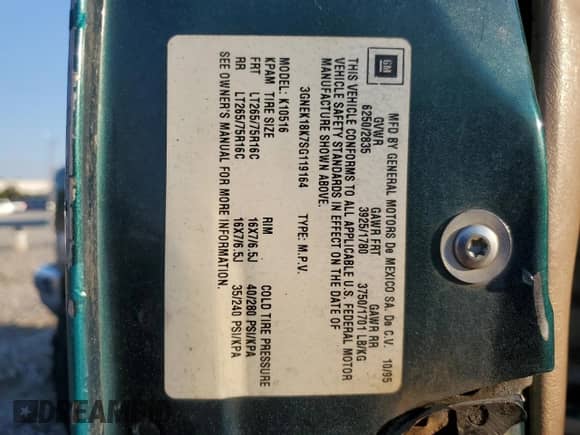 GM
MFD BY GENERAL MOTORS De MEXICO SA. De C.V. 10/95
GVWR GAWR FRT GAWR RR
6250/2835 3925/1780 3750/1701 LB/KG
THIS VEHICLE CONFORMS TO ALL APPLICABLE U.S. FEDERAL MOTOR
VEHICLE SAFETY STANDARDS IN EFFECT ON THE DATE OF
MANUFACTURE SHOWN ABOVE.
3GNEK18K7SG119164 TYPE: M.P.V.
MODEL: K10516
KPAM TIRE SIZE RIM COLD TIRE PRESSURE
FRT LT265/75R16C 16X7/6.5J 40/280 PSI/KPA
RR LT265/75R16C 16X7/6.5J 35/240 PSI/KPA
SEE OWNER'S MANUAL FOR MORE INFORMATION.
DREAMBID